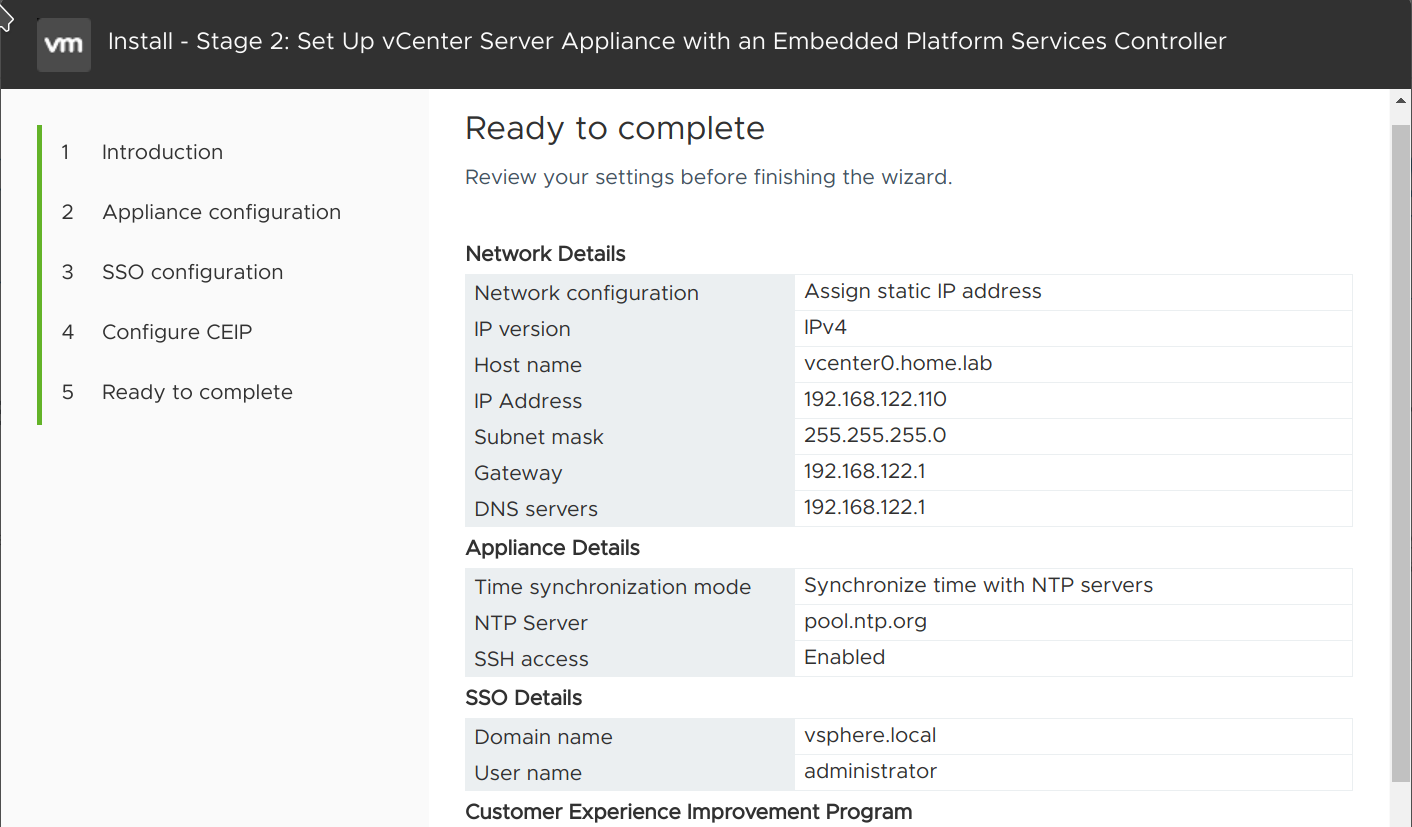 vm
Install - Stage 2: Set Up vCenter Server Appliance with an Embedded Platform Services Controller
1 Introduction
2 Appliance configuration
3 SSO configuration
4 Configure CEIP
5 Ready to complete
Ready to complete
Review your settings before finishing the wizard.
Network Details
Network configuration Assign static IP address
IP version IPv4
Host name vcenter0.home.lab
IP Address 192.168.122.110
Subnet mask 255.255.255.0
Gateway 192.168.122.1
DNS servers 192.168.122.1
Appliance Details
Time synchronization mode Synchronize time with NTP servers
NTP Server pool.ntp.org
SSH access Enabled
SSO Details
Domain name vsphere.local
User name administrator
Customer Experience Improvement Program